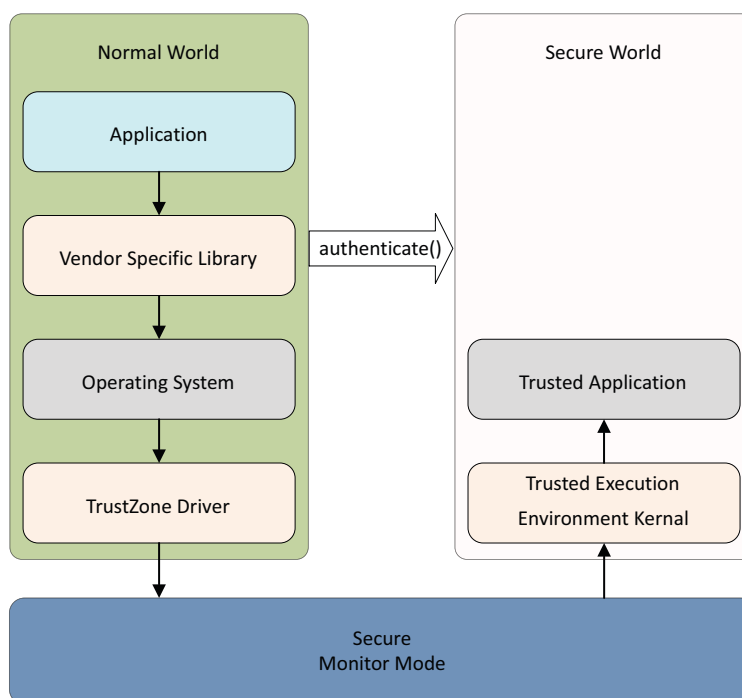 Normal World
Application
Vendor Specific Library
Operating System
TrustZone Driver
authenticate()
Secure World
Trusted Application
Trusted Execution
Environment Kernal
Secure
Monitor Mode